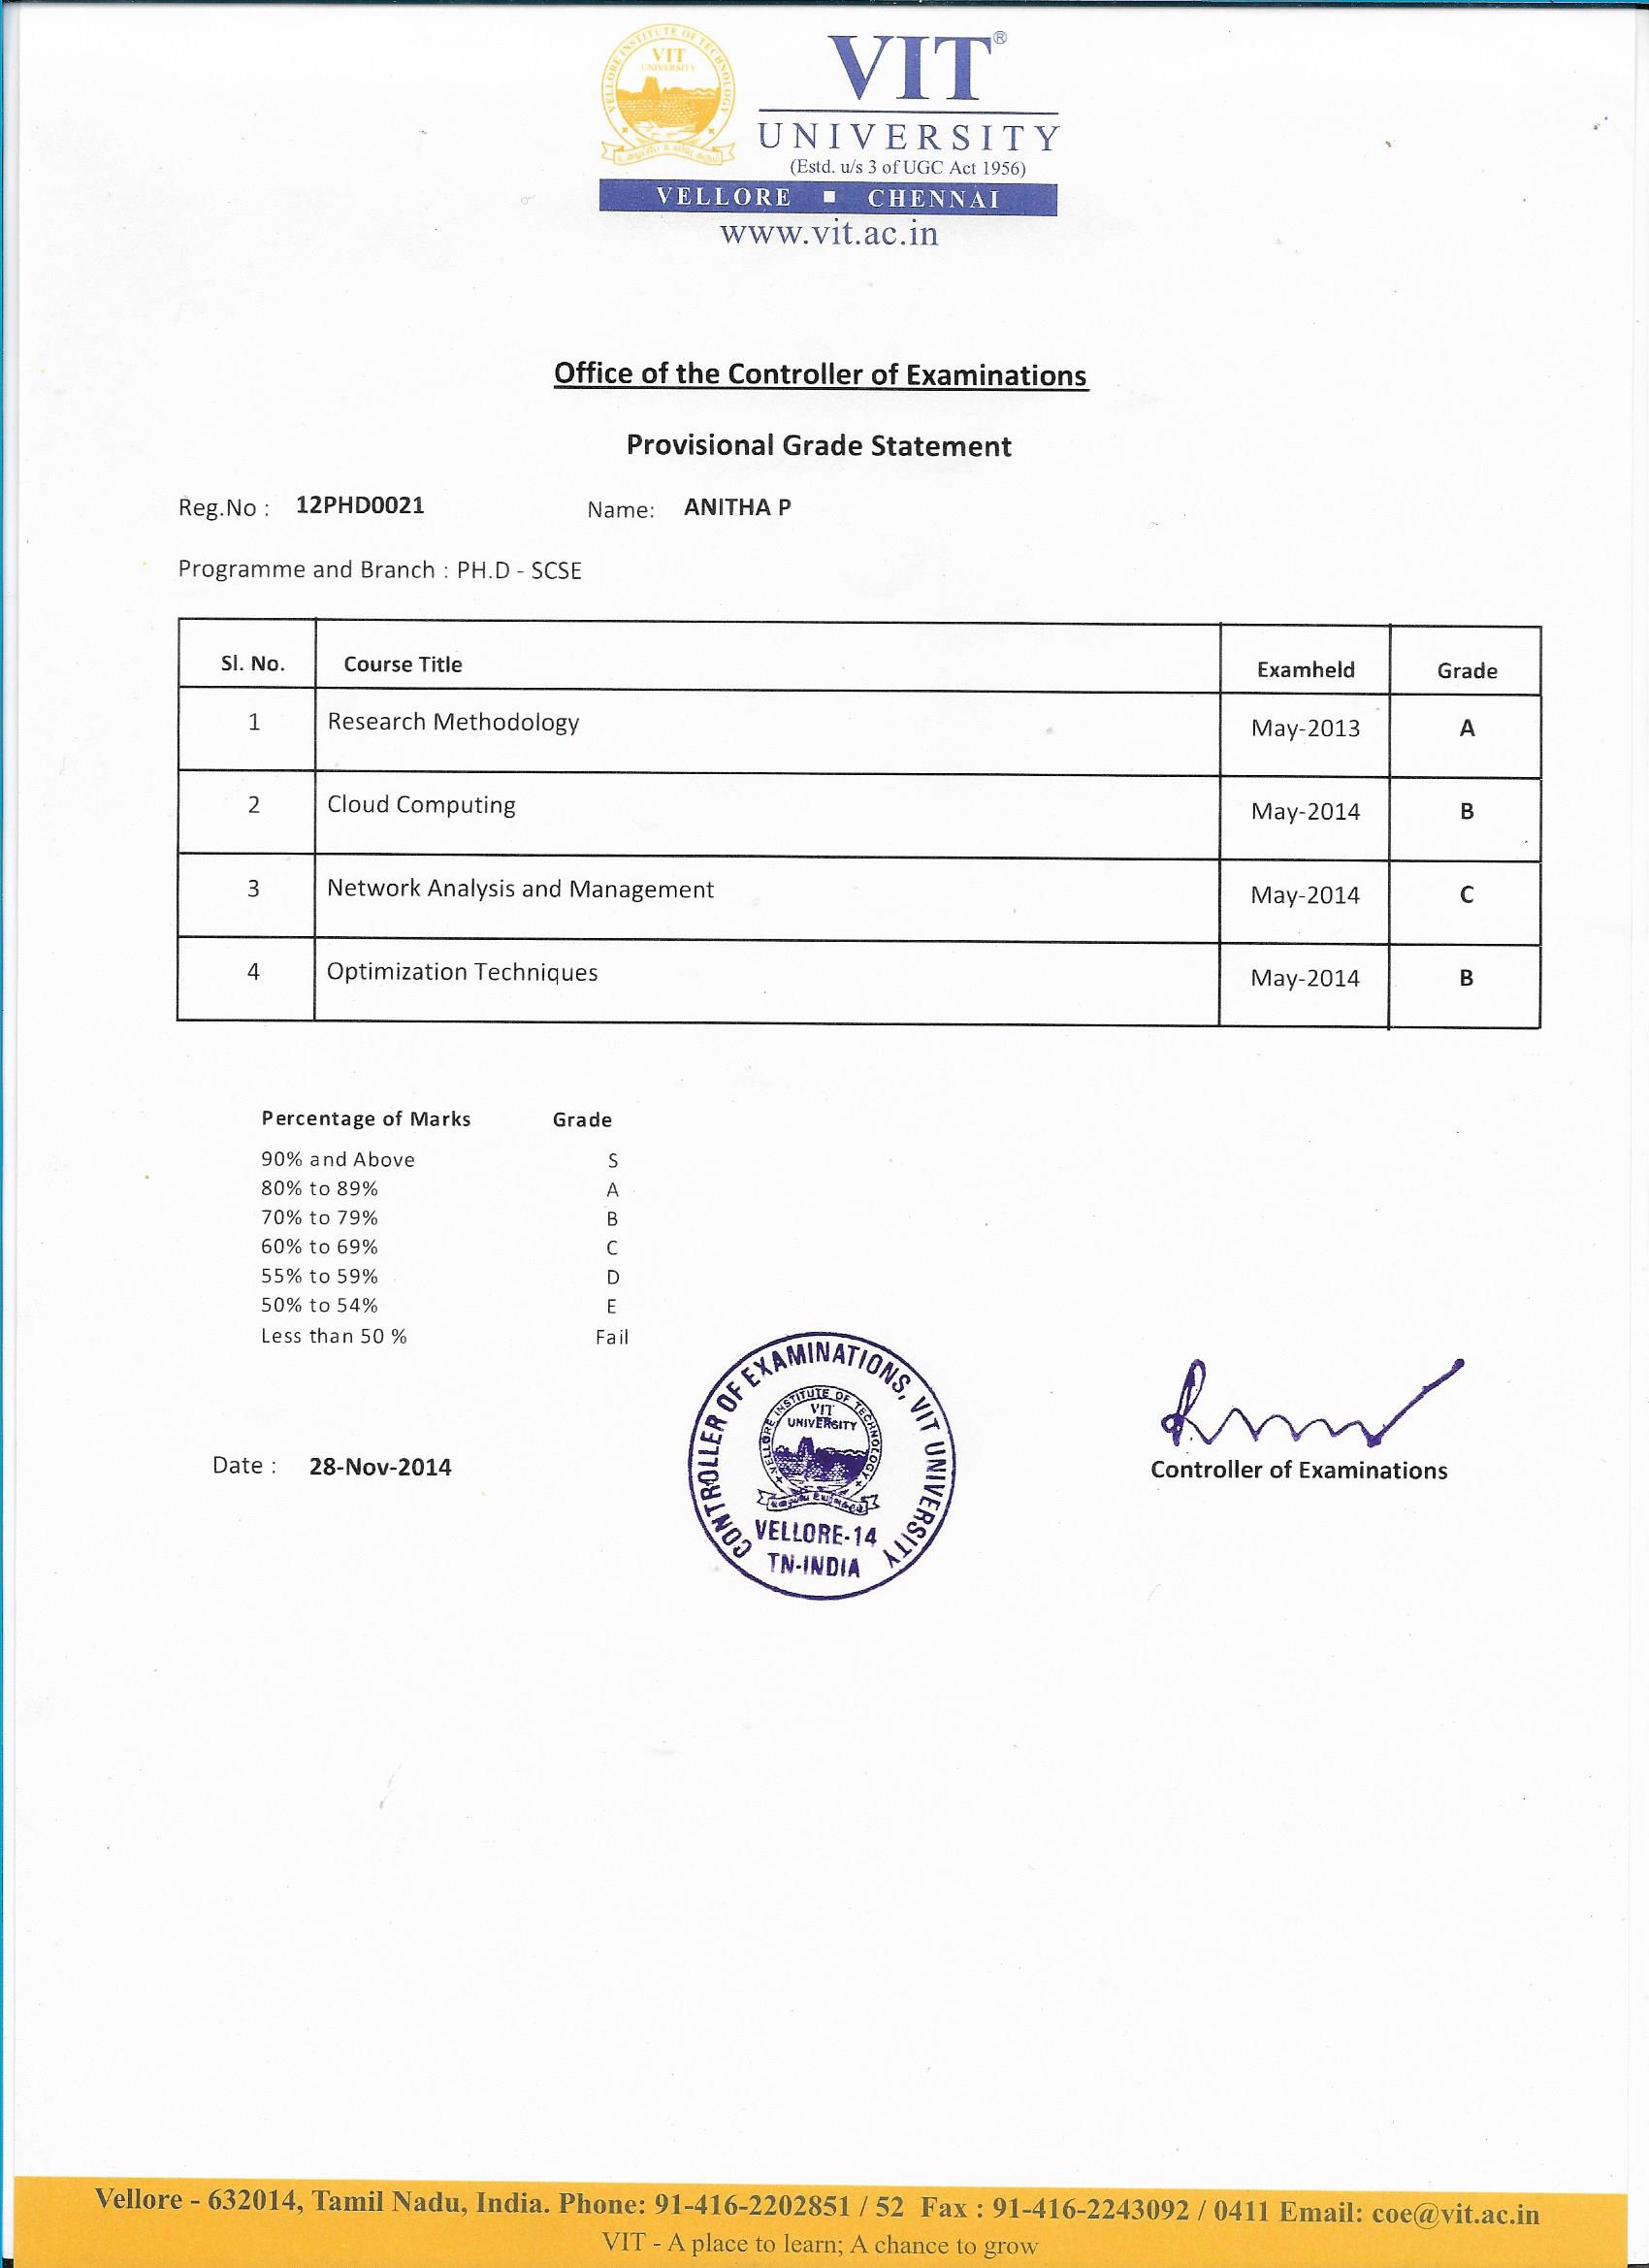 VELLORE INSTITUTE OF TECHNOLOGY
VIT
UNIVERSITY
VIT®
UNIVERSITY
(Estd. u/s 3 of UGC Act 1956)
VELLORE ▪ CHENNAI
www.vit.ac.in
Office of the Controller of Examinations
Provisional Grade Statement
Reg.No : 12PHD0021 Name: ANITHA P
Programme and Branch : PH.D - SCSE
Sl. No. Course Title Examheld Grade
1 Research Methodology May-2013 A
2 Cloud Computing May-2014 B
3 Network Analysis and Management May-2014 C
4 Optimization Techniques May-2014 B
Percentage of Marks Grade
90% and Above S
80% to 89% A
70% to 79% B
60% to 69% C
55% to 59% D
50% to 54% E
Less than 50 % Fail
CONTROLLER OF EXAMINATIONS, VIT UNIVERSITY
VELLORE INSTITUTE OF TECHNOLOGY
VIT
UNIVERSITY
VELLORE-14
TN-INDIA
Date : 28-Nov-2014
Controller of Examinations
Vellore - 632014, Tamil Nadu, India. Phone: 91-416-2202851 / 52 Fax : 91-416-2243092 / 0411 Email: coe@vit.ac.in
VIT - A place to learn; A chance to grow